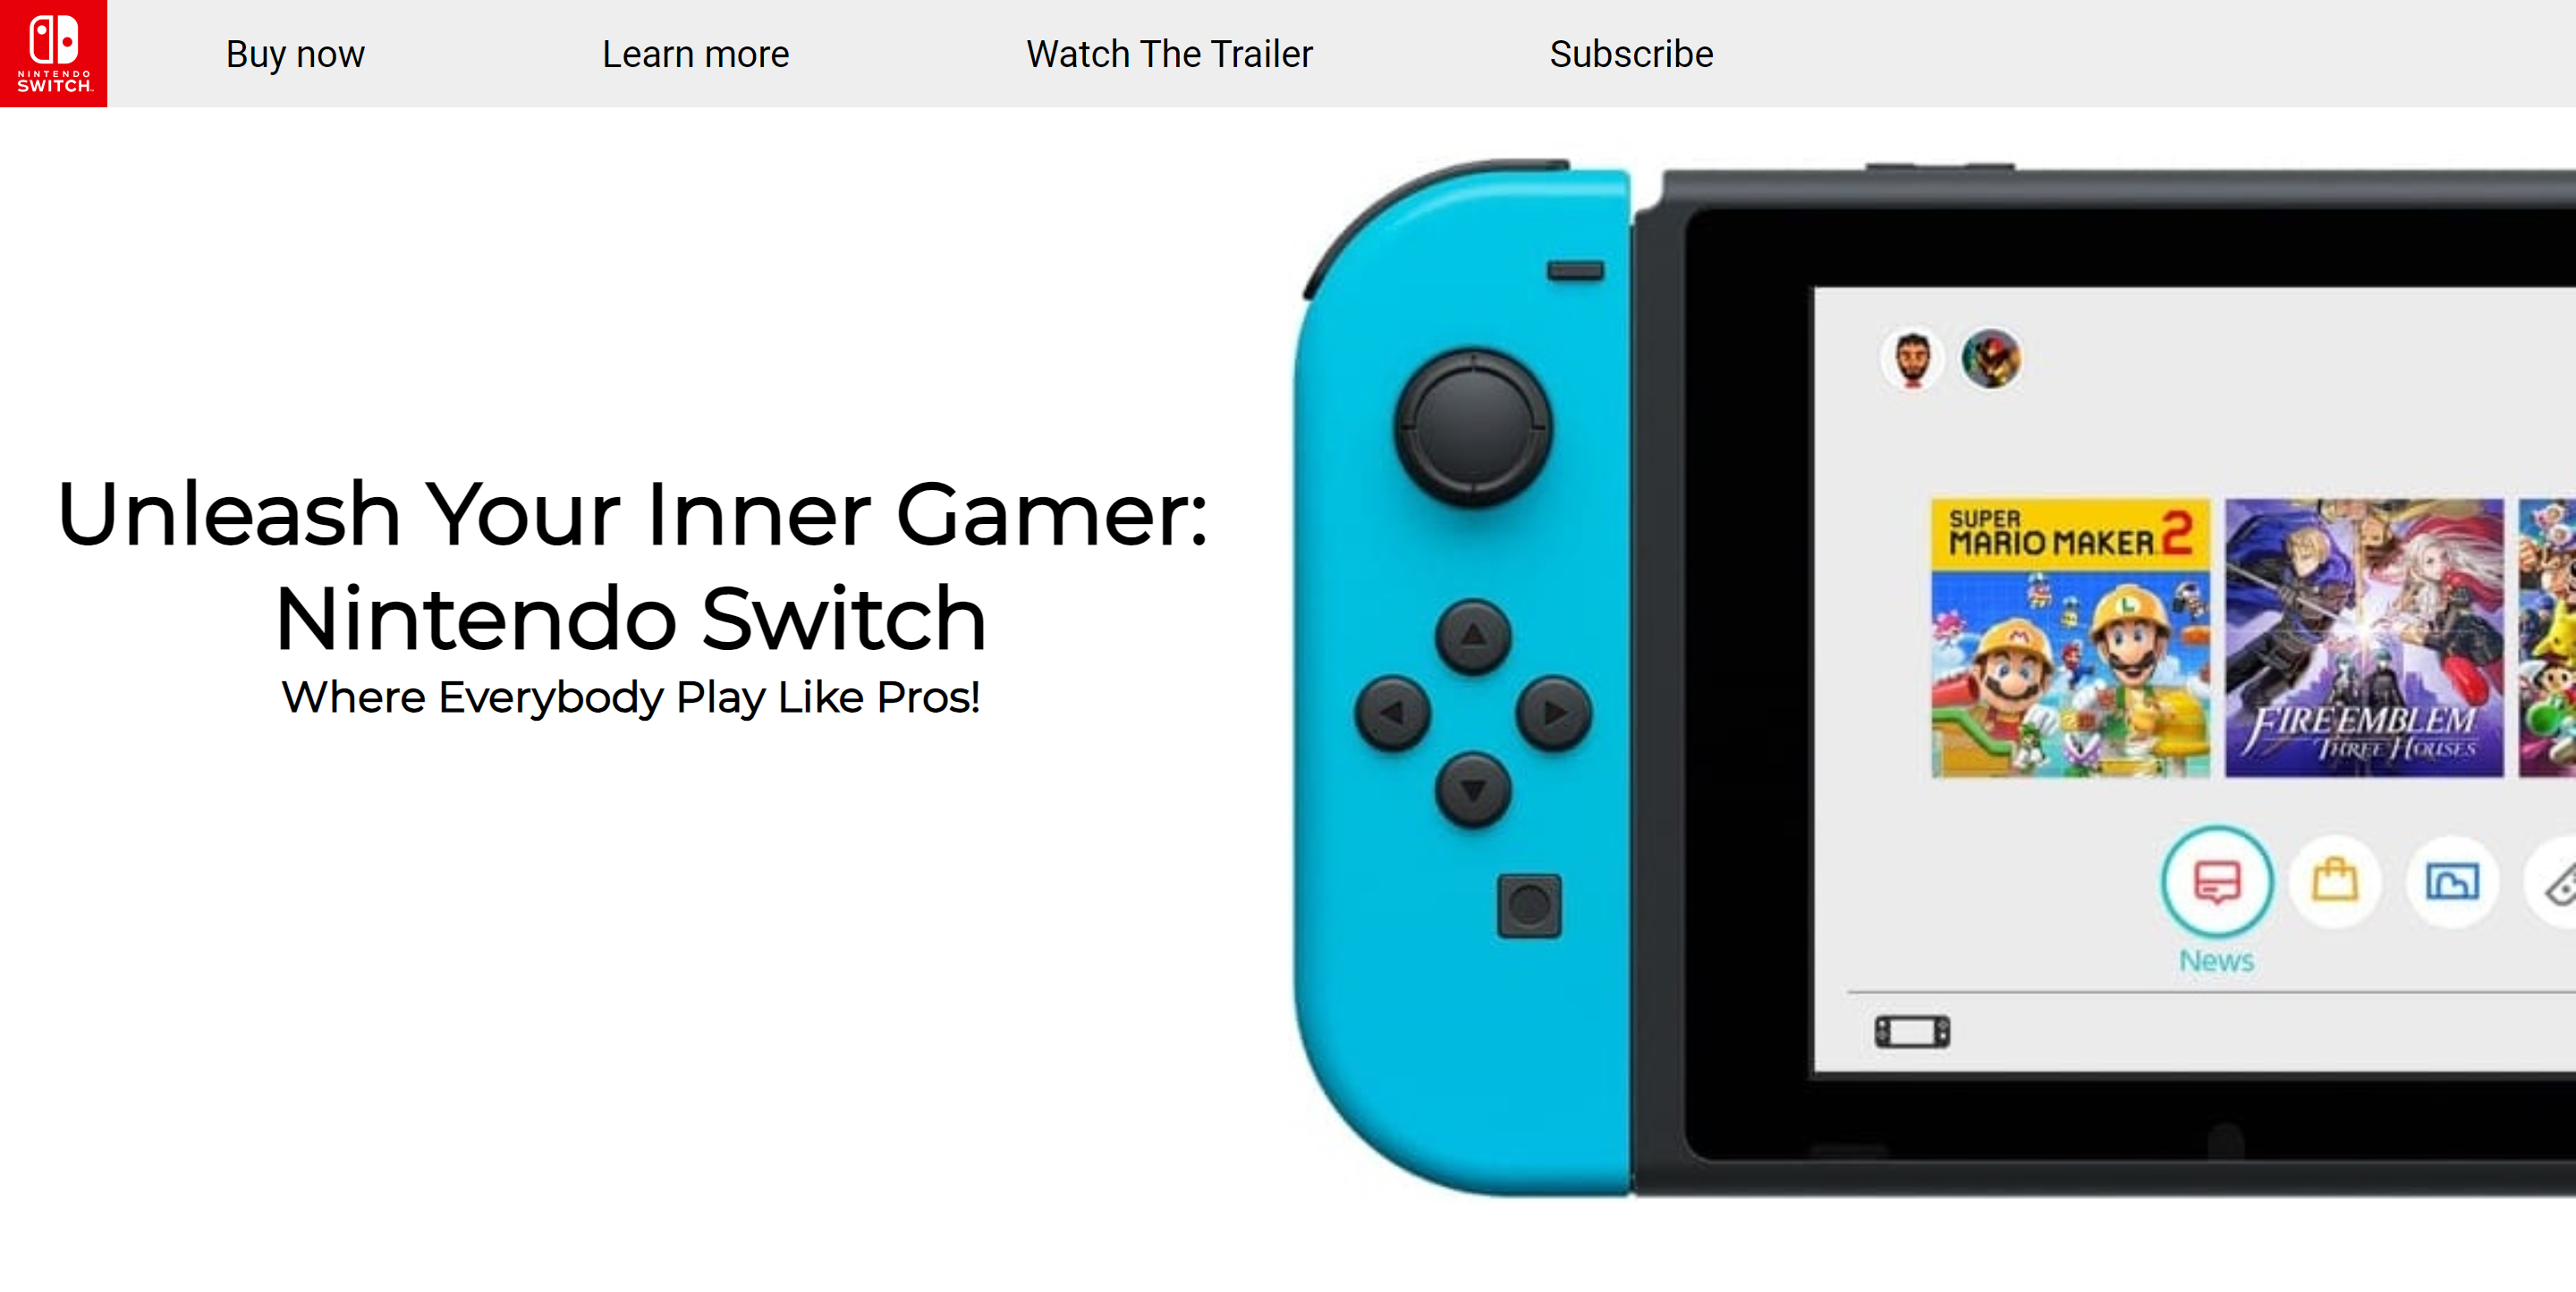 NINTENDO
SWITCH
Buy now
Learn more
Watch The Trailer
Subscribe
Unleash Your Inner Gamer:
Nintendo Switch
Where Everybody Play Like Pros!
SUPER
MARIO MAKER 2
FIRE EMBLEM
THREE HOUSES
News